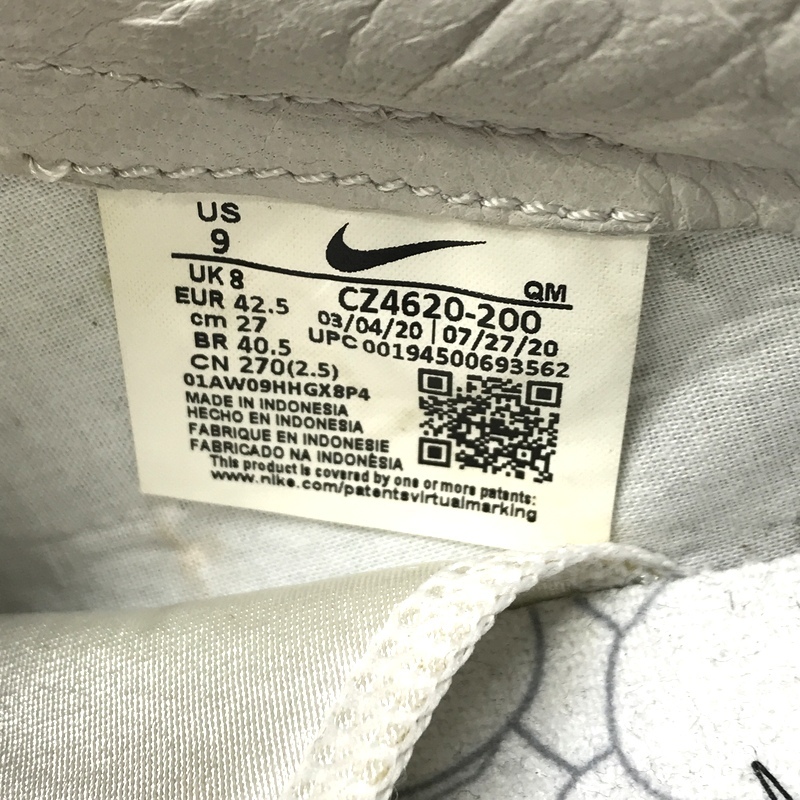 US
9
QM
UK 8
CZ4620-200
EUR 42.5
03/04/20 | 07/27/20
cm 27
UPC 00194500693562
BR 40.5
CN 270(2.5)
01AW09HHGX8P4
MADE IN INDONESIA
HECHO EN INDONESIA
FABRIQUE EN INDONESIE
FABRICADO NA INDONÉSIA
This product is covered by one or more patents:
www.nike.com/patentsvirtualmarking